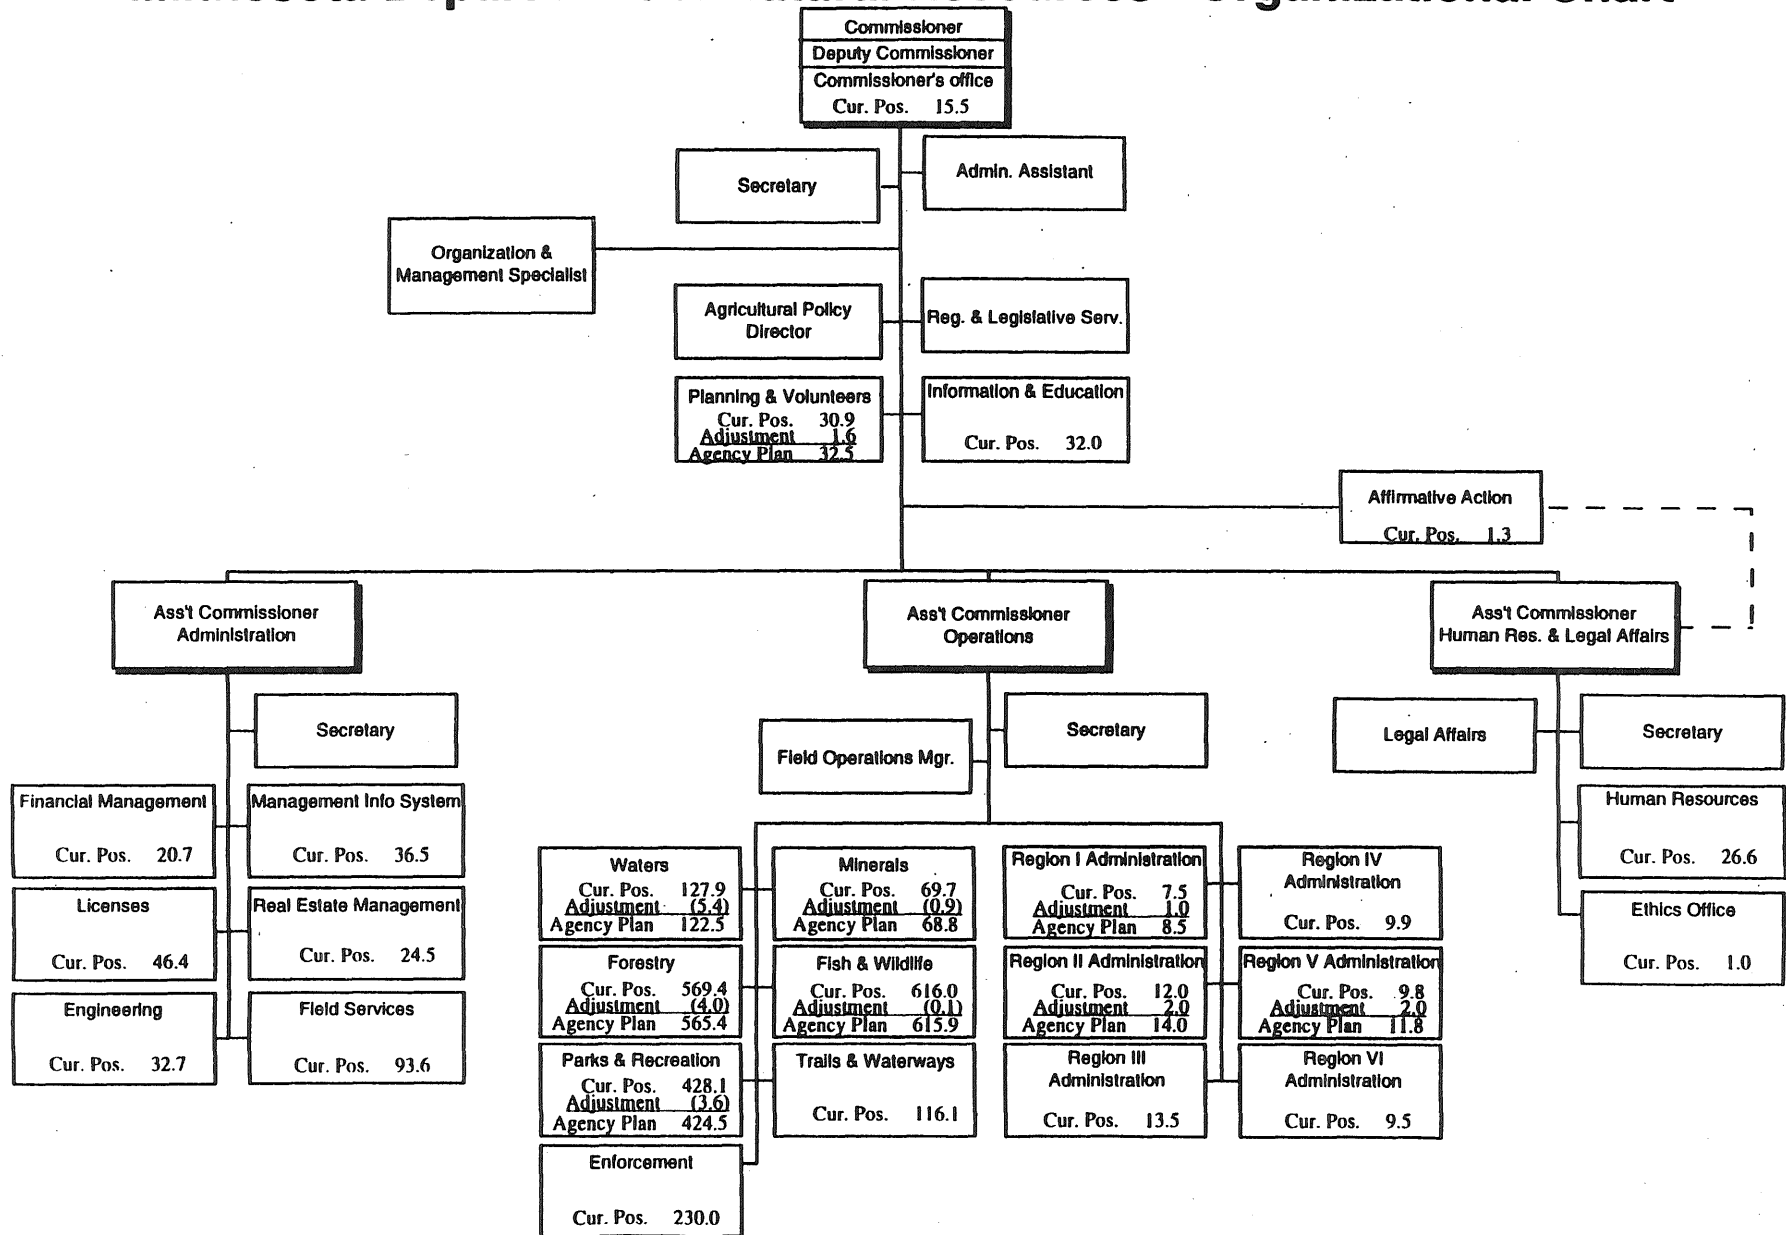 Commissioner
Deputy Commissioner
Commissioner's office
Cur. Pos. 15.5
Secretary
Admin. Assistant
Organization &
Management Specialist
Agricultural Policy
Director
Reg. & Legislative Serv.
Planning & Volunteers
Cur. Pos. 30.9
Adjustment 1.6
Agency Plan 32.5
Information & Education
Cur. Pos. 32.0
Affirmative Action
Cur. Pos. 1.3
Ass't Commissioner
Administration
Ass't Commissioner
Operations
Ass't Commissioner
Human Res. & Legal Affairs
Secretary
Financial Management
Cur. Pos. 20.7
Management Info System
Cur. Pos. 36.5
Licenses
Cur. Pos. 46.4
Real Estate Management
Cur. Pos. 24.5
Engineering
Cur. Pos. 32.7
Field Services
Cur. Pos. 93.6
Field Operations Mgr.
Secretary
Waters
Cur. Pos. 127.9
Adjustment (5.4)
Agency Plan 122.5
Minerals
Cur. Pos. 69.7
Adjustment (0.9)
Agency Plan 68.8
Forestry
Cur. Pos. 569.4
Adjustment (4.0)
Agency Plan 565.4
Fish & Wildlife
Cur. Pos. 616.0
Adjustment (0.1)
Agency Plan 615.9
Parks & Recreation
Cur. Pos. 428.1
Adjustment (3.6)
Agency Plan 424.5
Trails & Waterways
Cur. Pos. 116.1
Enforcement
Cur. Pos. 230.0
Region I Administration
Cur. Pos. 7.5
Adjustment 1.0
Agency Plan 8.5
Region IV
Administration
Cur. Pos. 9.9
Region II Administration
Cur. Pos. 12.0
Adjustment 2.0
Agency Plan 14.0
Region V Administration
Cur. Pos. 9.8
Adjustment 2.0
Agency Plan 11.8
Region III
Administration
Cur. Pos. 13.5
Region VI
Administration
Cur. Pos. 9.5
Legal Affairs
Secretary
Human Resources
Cur. Pos. 26.6
Ethics Office
Cur. Pos. 1.0